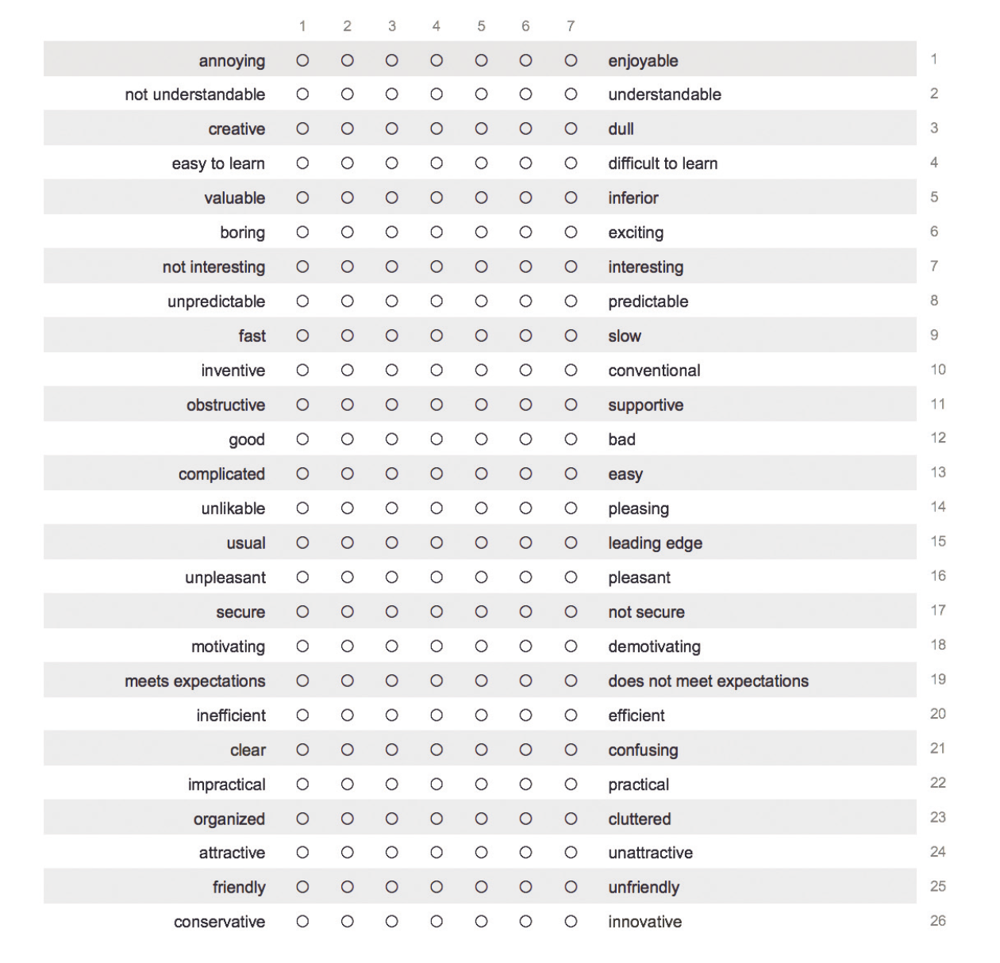 1 2 3 4 5 6 7
annoying enjoyable 1
not understandable understandable 2
creative dull 3
easy to learn difficult to learn 4
valuable inferior 5
boring exciting 6
not interesting interesting 7
unpredictable predictable 8
fast slow 9
inventive conventional 10
obstructive supportive 11
good bad 12
complicated easy 13
unlikable pleasing 14
usual leading edge 15
unpleasant pleasant 16
secure not secure 17
motivating demotivating 18
meets expectations does not meet expectations 19
inefficient efficient 20
clear confusing 21
impractical practical 22
organized cluttered 23
attractive unattractive 24
friendly unfriendly 25
conservative innovative 26